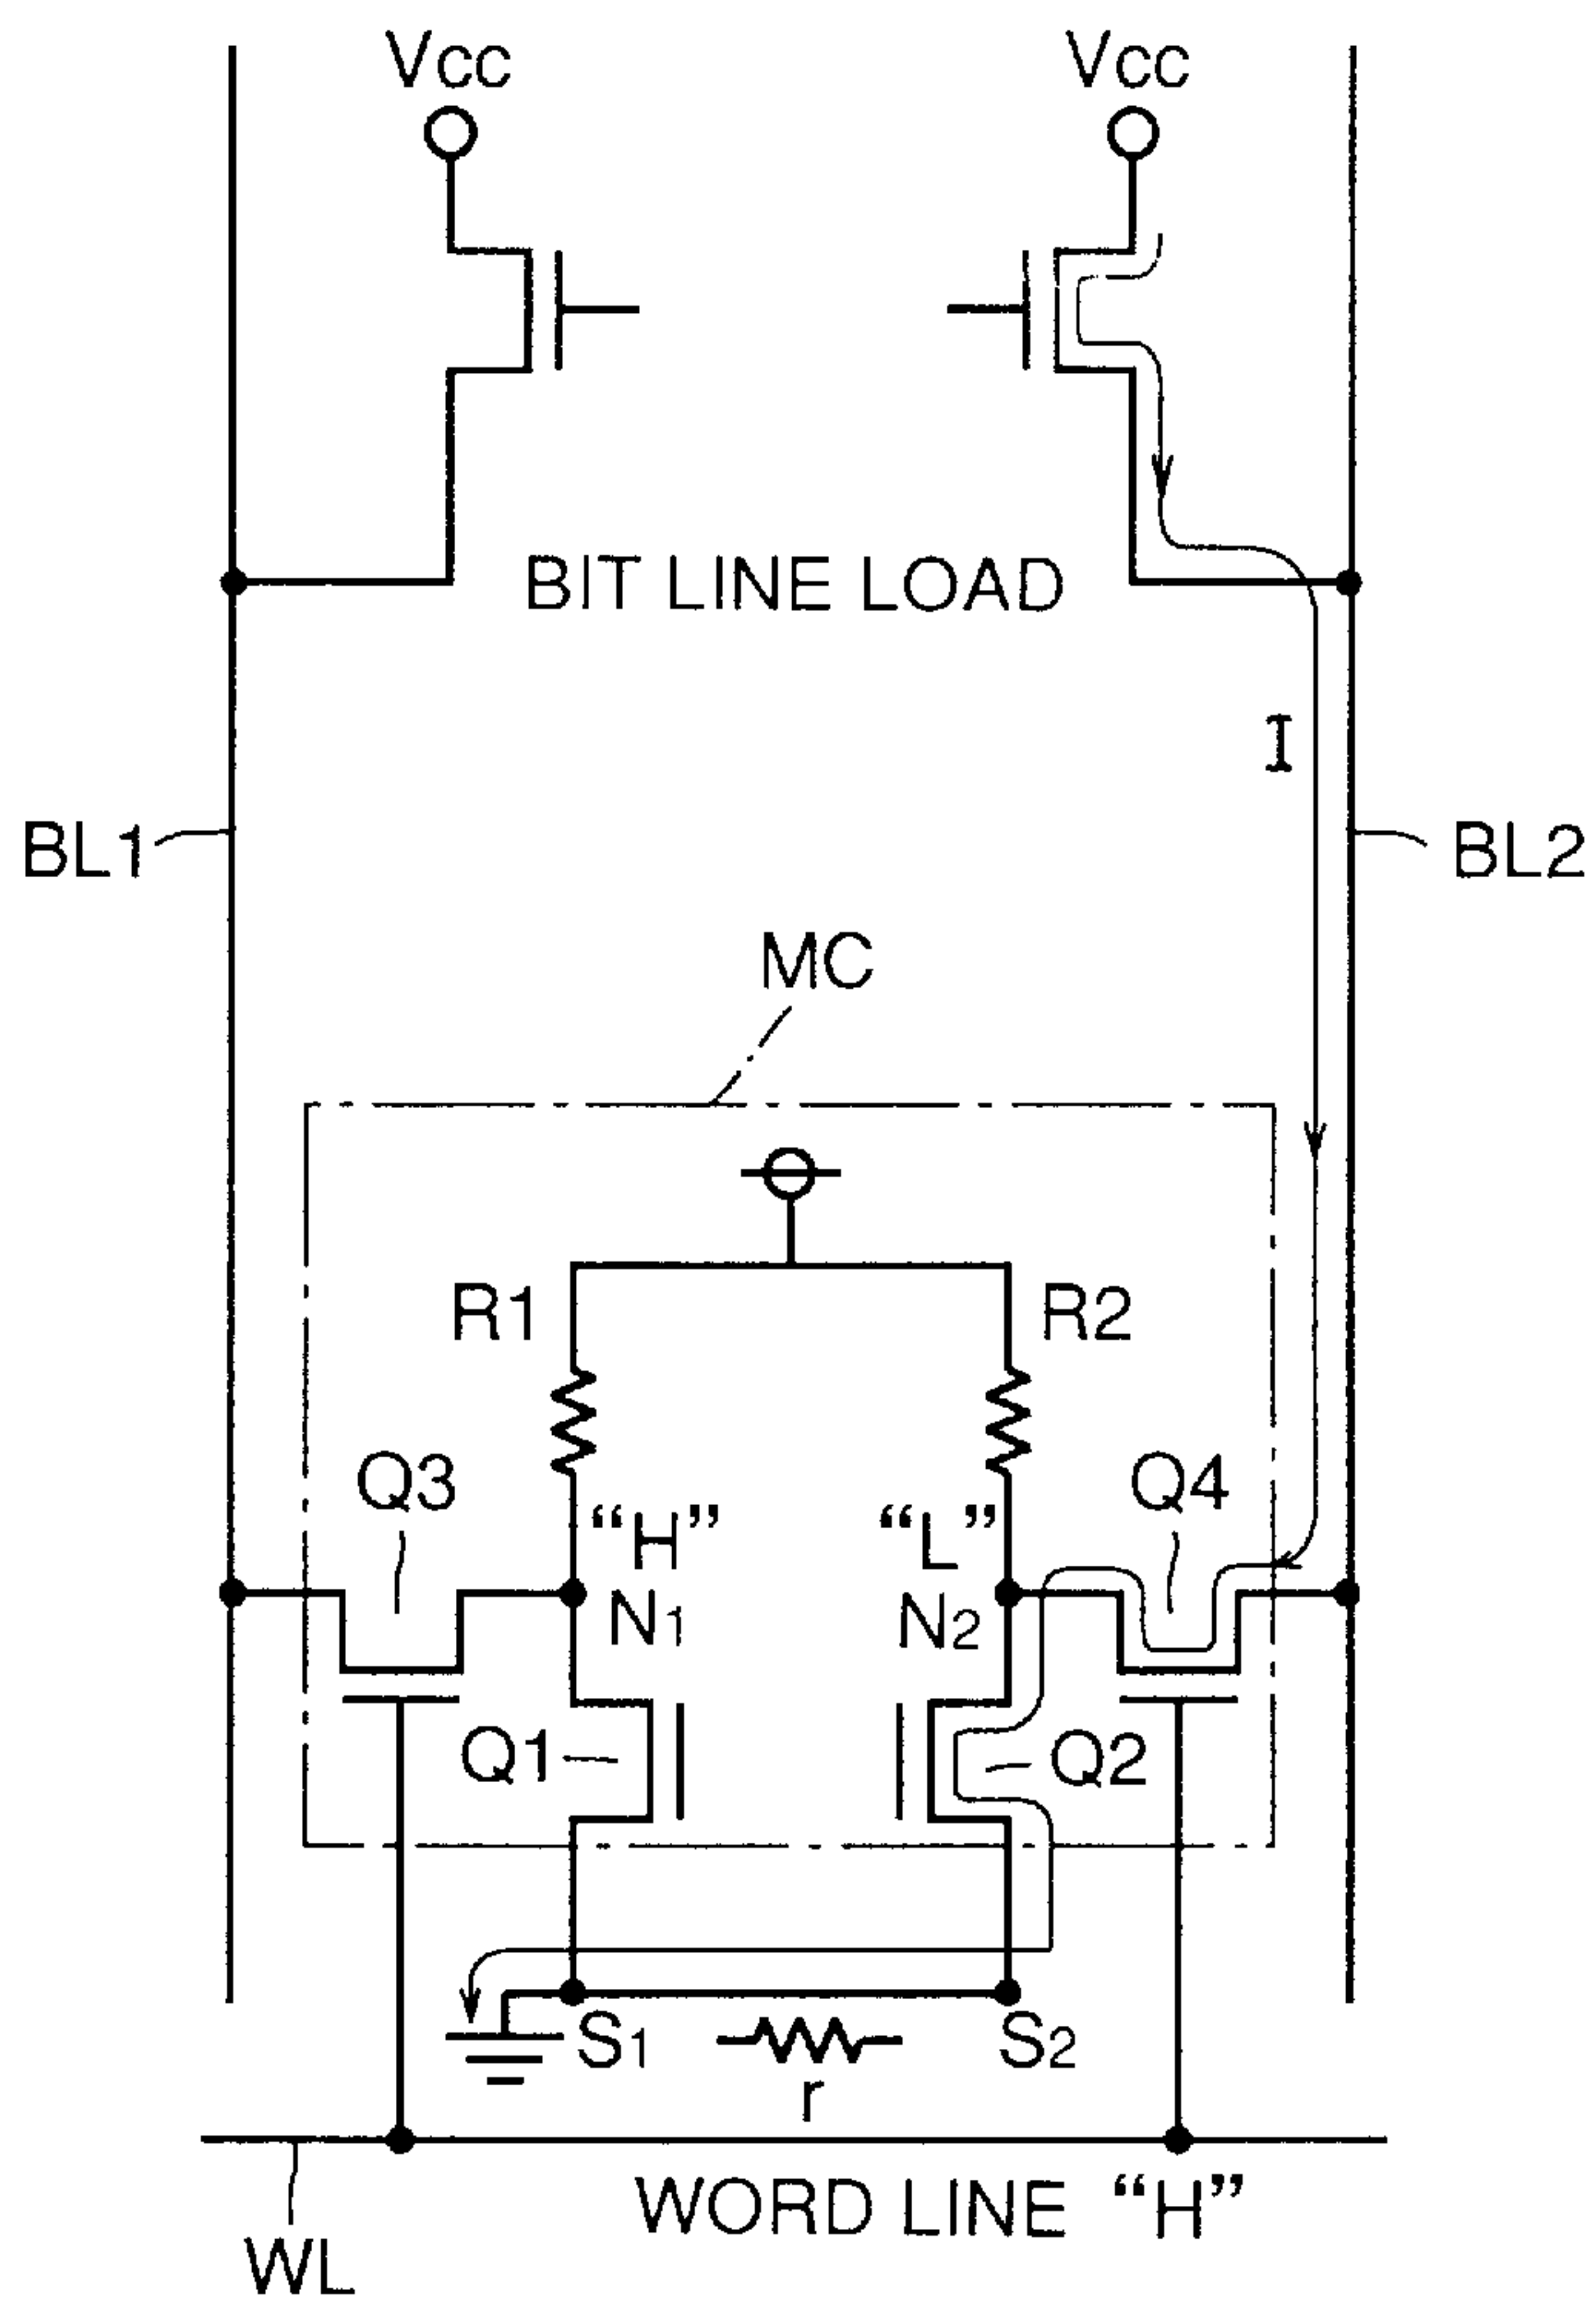 Vcc Vcc
BIT LINE LOAD
I
BL1 BL2
MC
R1 R2
Q3 Q4
“H” “L”
N1 N2
Q1 Q2
S1 S2
r
WORD LINE “H”
WL